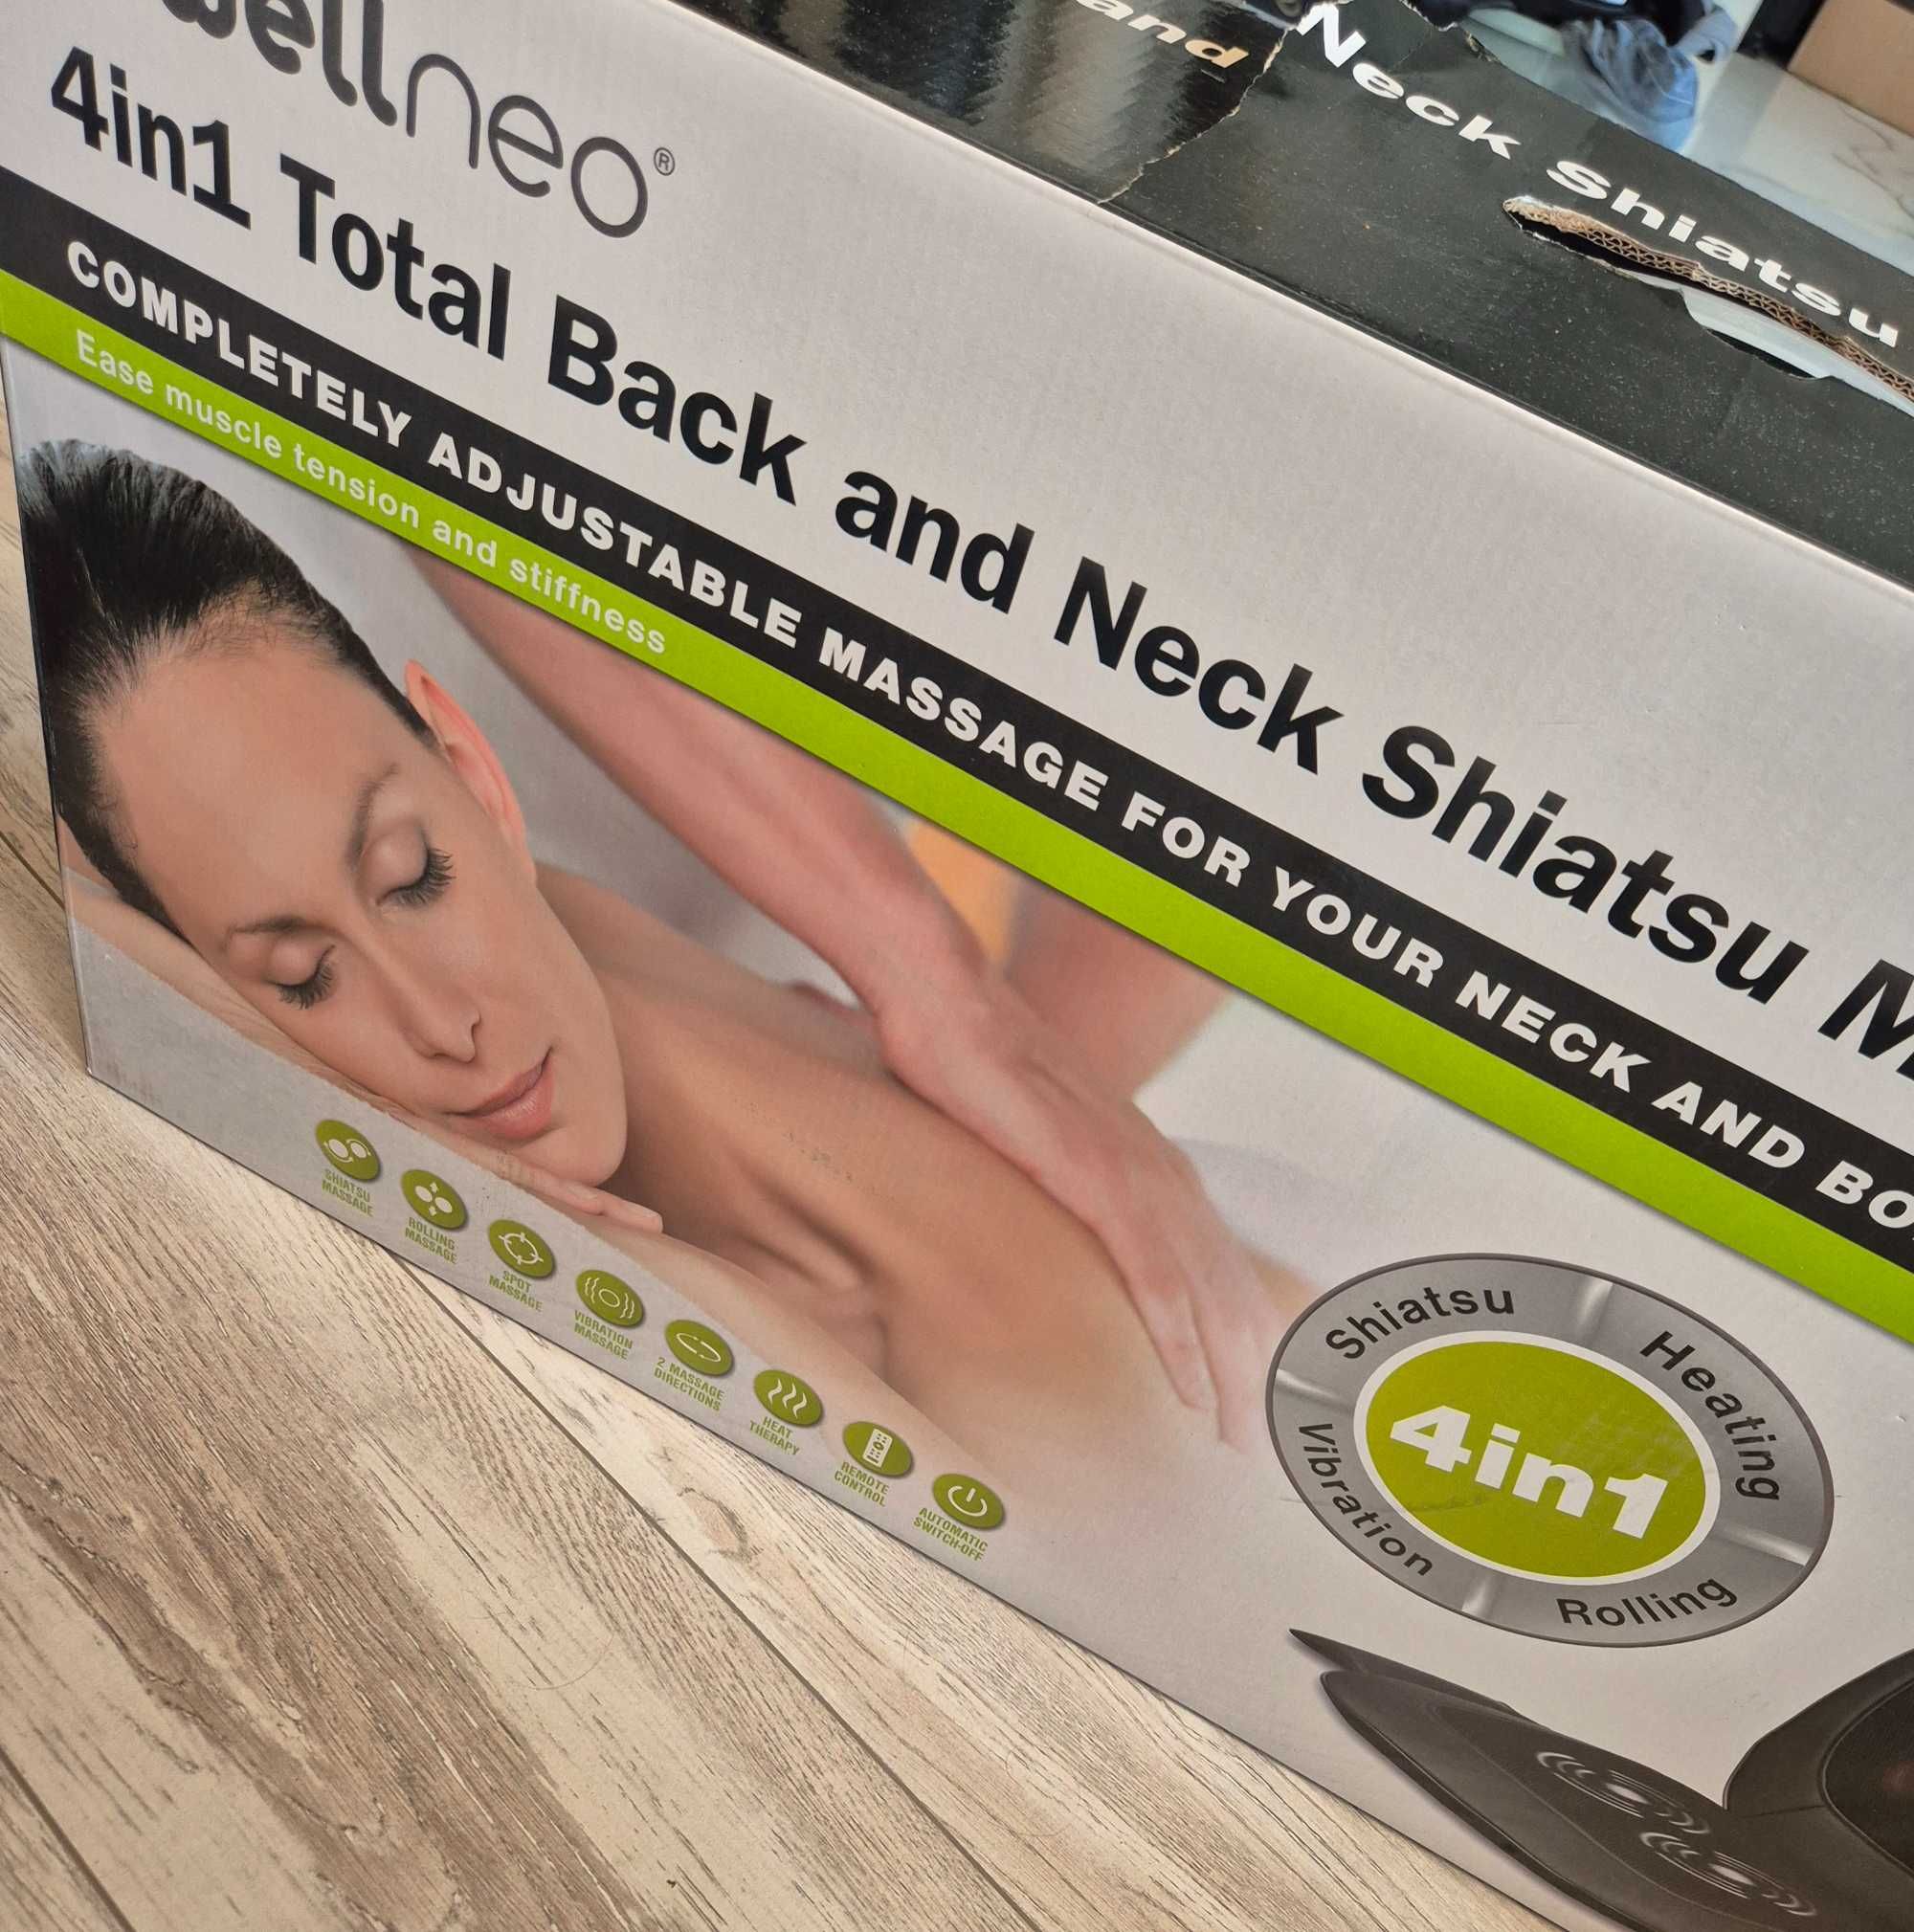 and Neck Shiatsu
wellneo®
4in1 Total Back and Neck Shiatsu M
COMPLETELY ADJUSTABLE MASSAGE FOR YOUR NECK AND BO
Ease muscle tension and stiffness
SHIATSU
MASSAGE
ROLLING
MASSAGE
SPOT
MASSAGE
VIBRATION
MASSAGE
2 MASSAGE
DIRECTIONS
HEAT
THERAPY
REMOTE
CONTROL
AUTOMATIC
SWITCH-OFF
Shiatsu
Heating
4in1
Vibration
Rolling